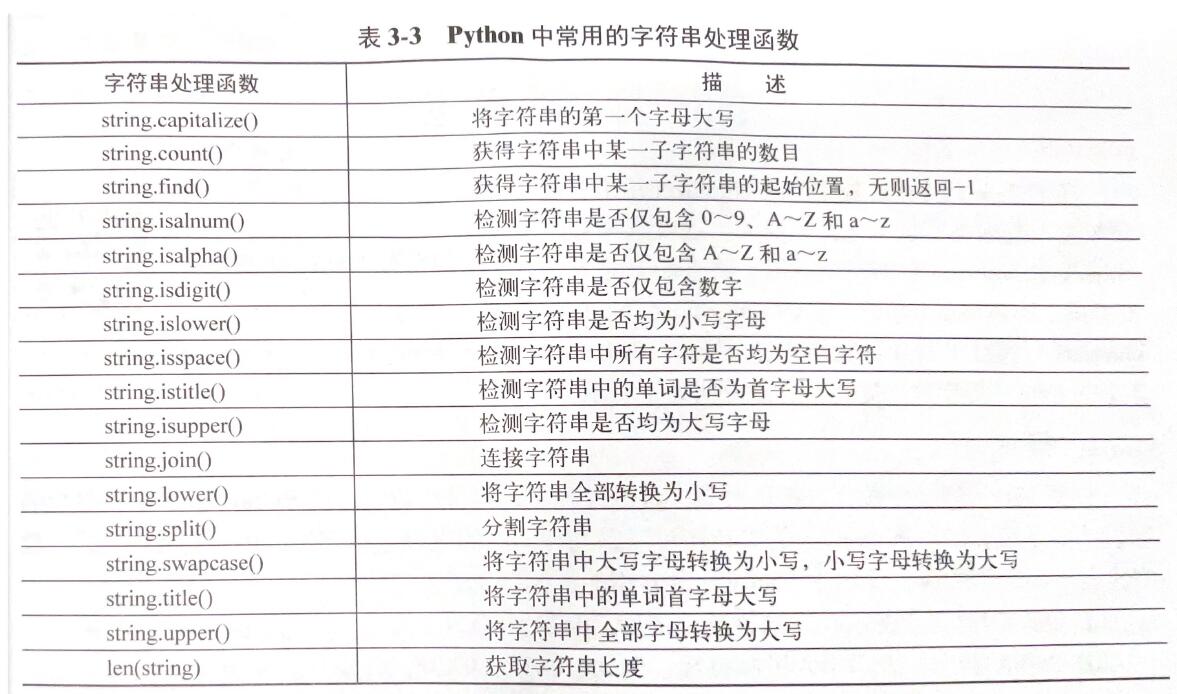 表 3-3 Python 中常用的字符串处理函数
字符串处理函数 描 述
string.capitalize() 将字符串的第一个字母大写
string.count() 获得字符串中某一子字符串的数目
string.find() 获得字符串中某一子字符串的起始位置，无则返回-1
string.isalnum() 检测字符串是否仅包含 0～9、A～Z 和 a～z
string.isalpha() 检测字符串是否仅包含 A～Z 和 a～z
string.isdigit() 检测字符串是否仅包含数字
string.islower() 检测字符串是否均为小写字母
string.isspace() 检测字符串中所有字符是否均为空白字符
string.istitle() 检测字符串中的单词是否为首字母大写
string.isupper() 检测字符串是否均为大写字母
string.join() 连接字符串
string.lower() 将字符串全部转换为小写
string.split() 分割字符串
string.swapcase() 将字符串中大写字母转换为小写，小写字母转换为大写
string.title() 将字符串中的单词首字母大写
string.upper() 将字符串中全部字母转换为大写
len(string) 获取字符串长度